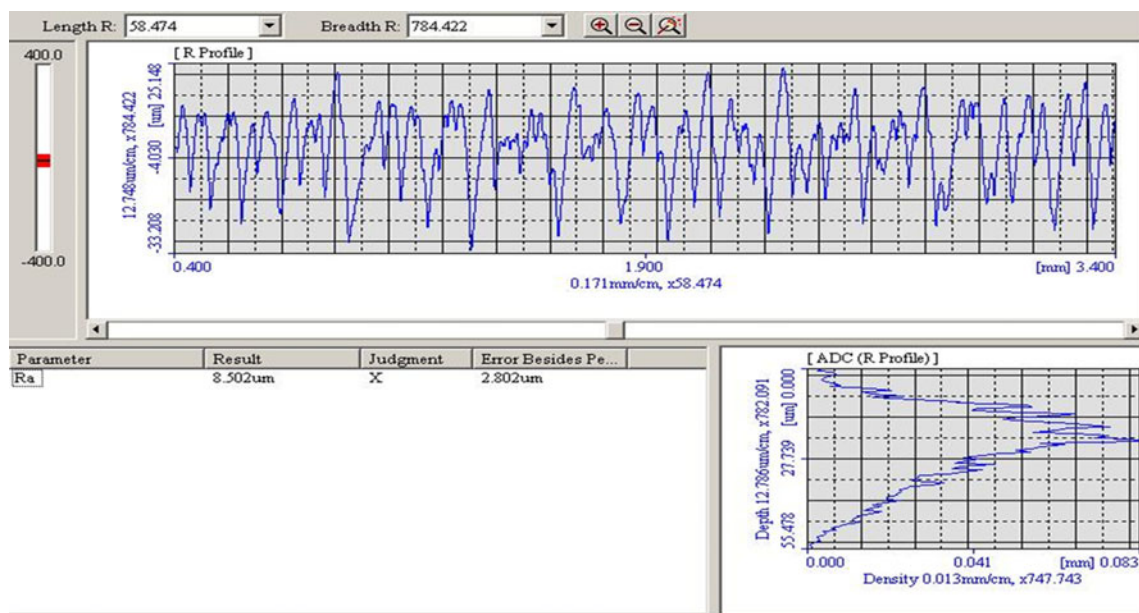 Length R: 58.474 Breadth R: 784.422
400.0
-400.0
[ R Profile ]
12.748um/cm, x784.422
[um] 25.148
-4.030
-33.208
0.400 1.900 [mm] 3.400
0.171mm/cm, x58.474
Parameter Result Judgment Error Besides Pe...
Ra 8.502um X 2.802um
[ ADC (R Profile) ]
Depth 12.786um/cm, x782.091
[um] 0.000
27.739
55.478
0.000 0.041 [mm] 0.083
Density 0.013mm/cm, x747.743